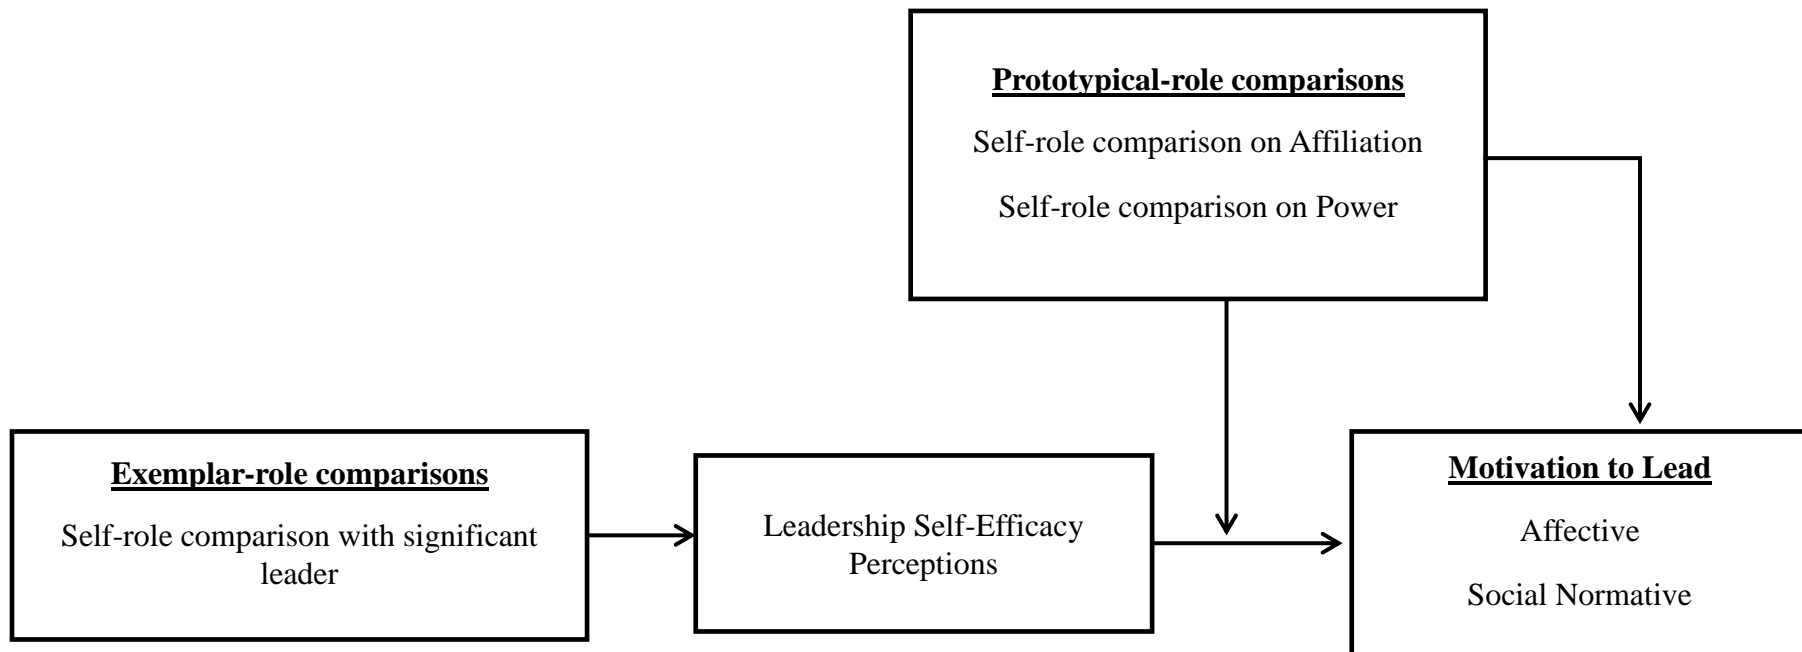 Prototypical-role comparisons
Self-role comparison on Affiliation
Self-role comparison on Power
Exemplar-role comparisons
Self-role comparison with significant
leader
Leadership Self-Efficacy
Perceptions
Motivation to Lead
Affective
Social Normative